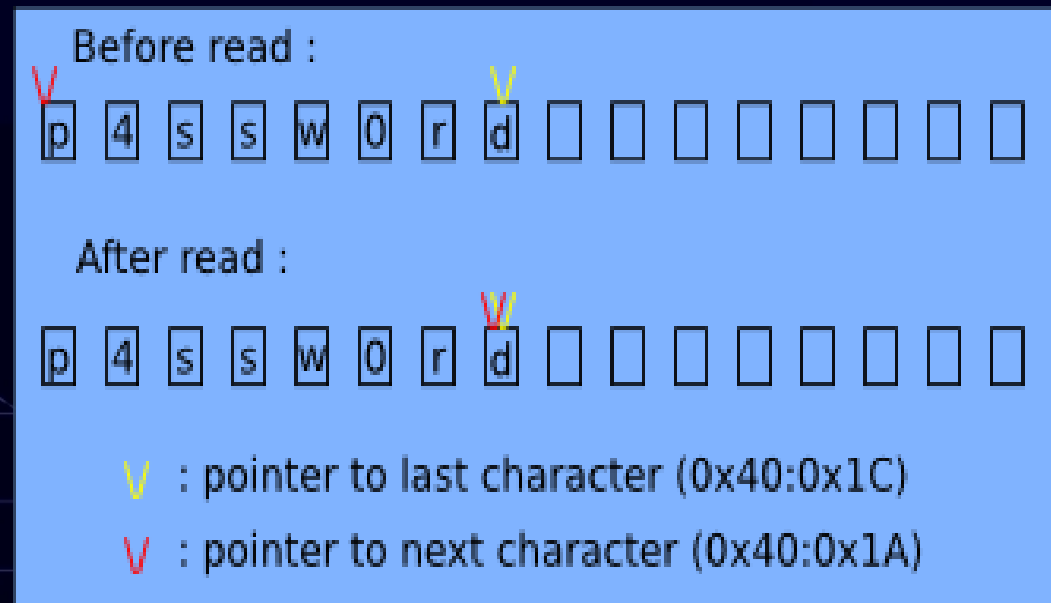 Before read :
V V
p 4 s s w 0 r d
After read :
V V
p 4 s s w 0 r d
V : pointer to last character (0x40:0x1C)
V : pointer to next character (0x40:0x1A)